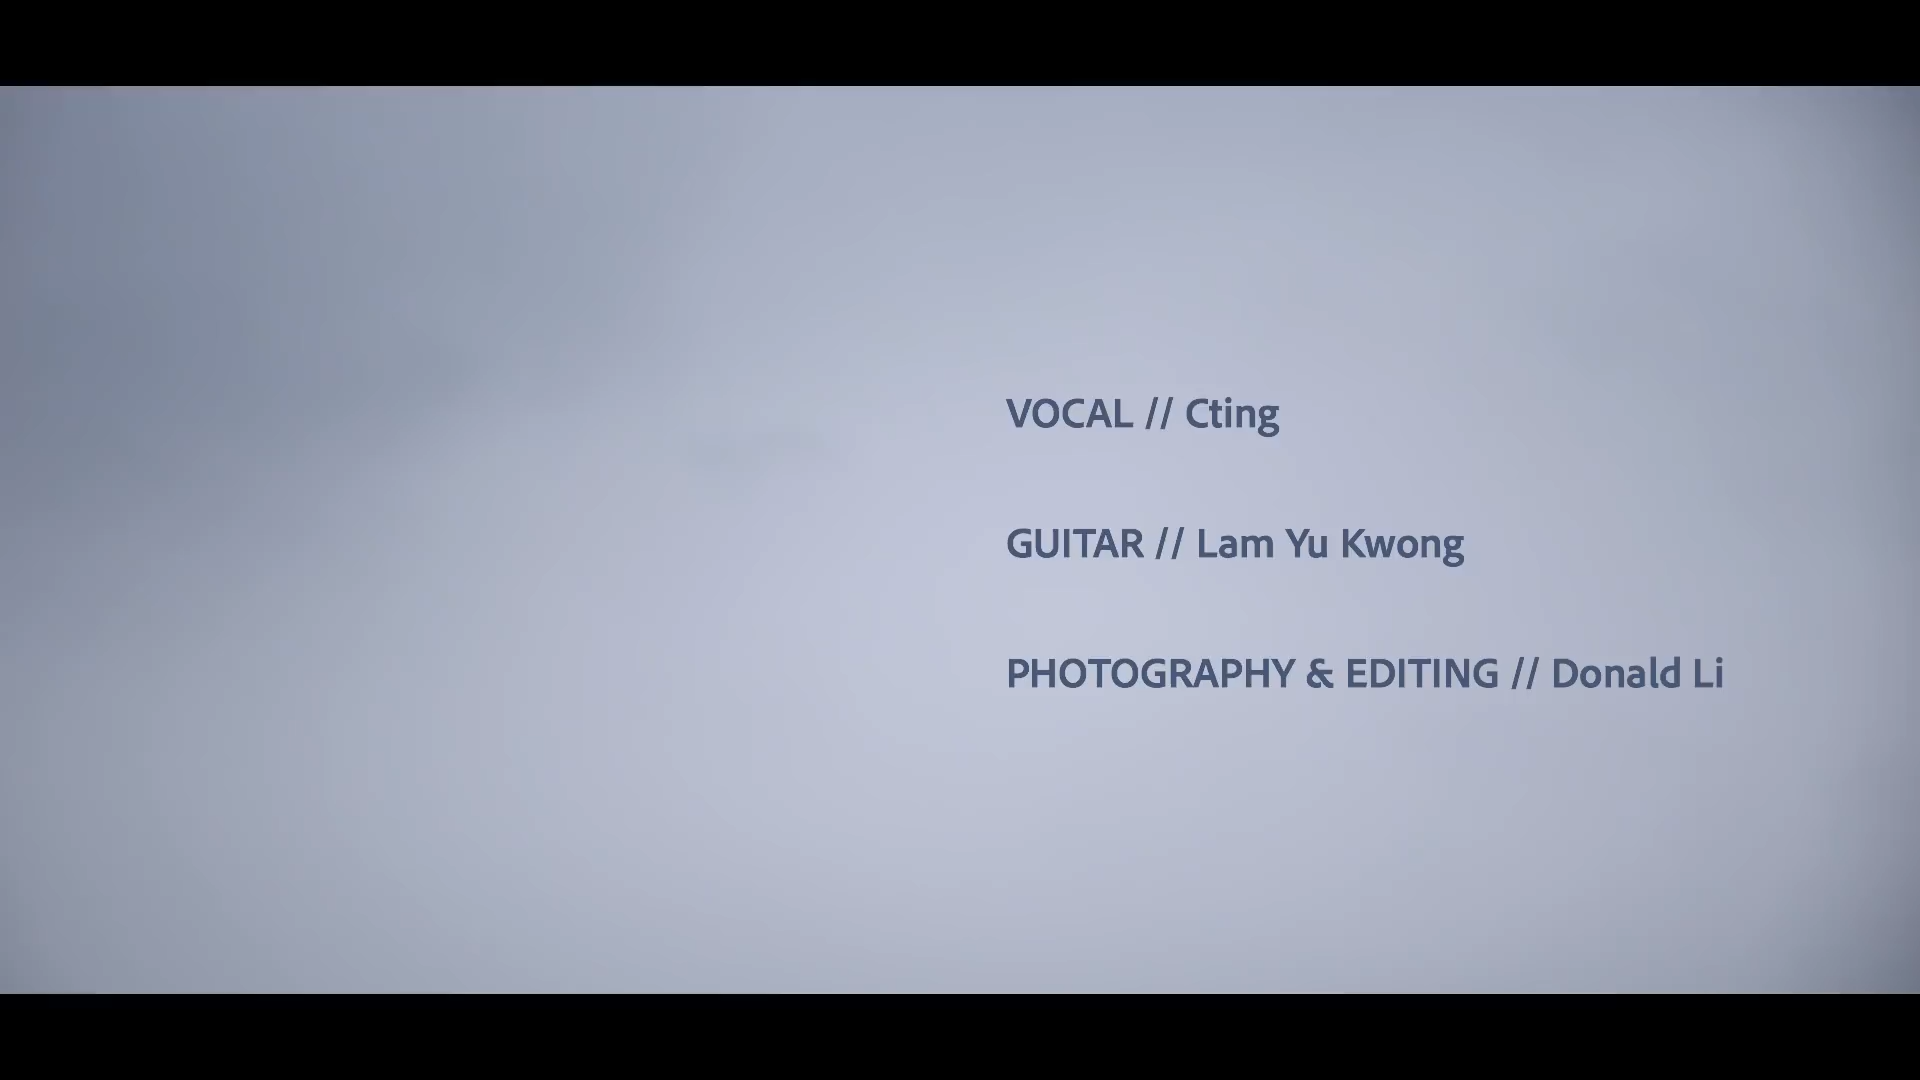 VOCAL // Cting
GUITAR // Lam Yu Kwong
PHOTOGRAPHY & EDITING // Donald Li